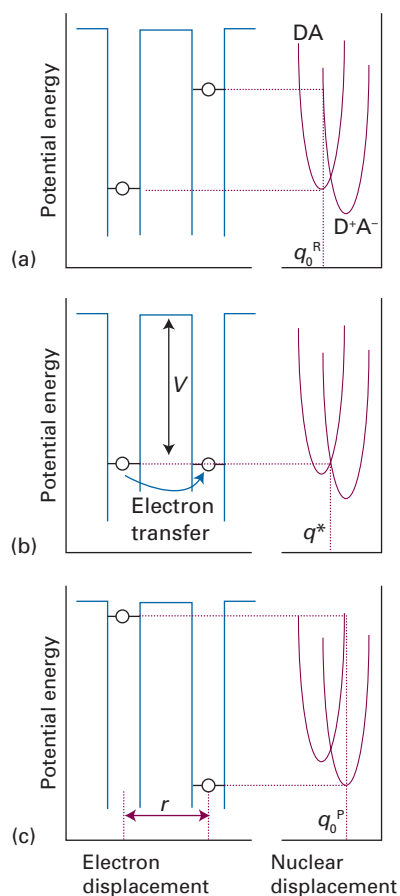 Potential energy
DA
D⁺A⁻
q₀ᴿ
(a)
Potential energy
V
Electron
transfer
q*
(b)
Potential energy
r
q₀ᴾ
(c)
Electron
displacement
Nuclear
displacement